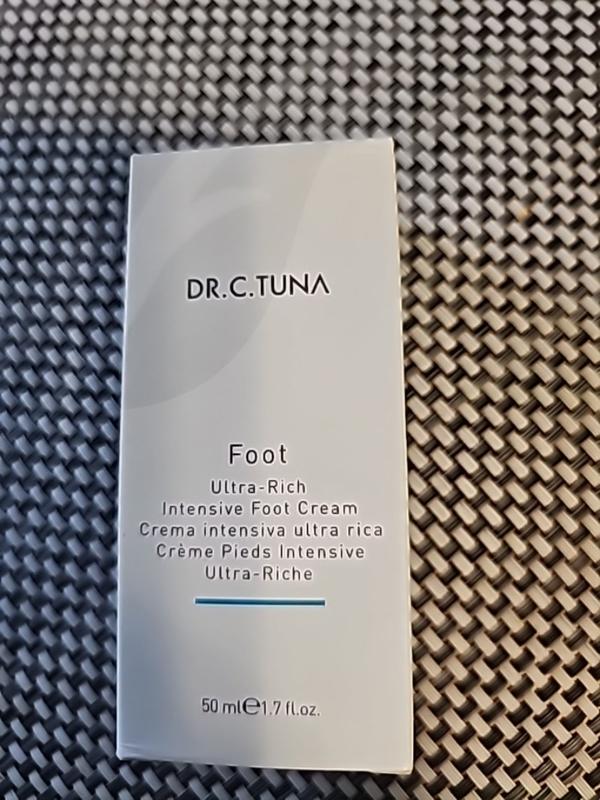 DR.C.TUNA
Foot
Ultra-Rich
Intensive Foot Cream
Crema intensiva ultra rica
Crème Pieds Intensive
Ultra-Riche
50 ml℮1.7 fl.oz.